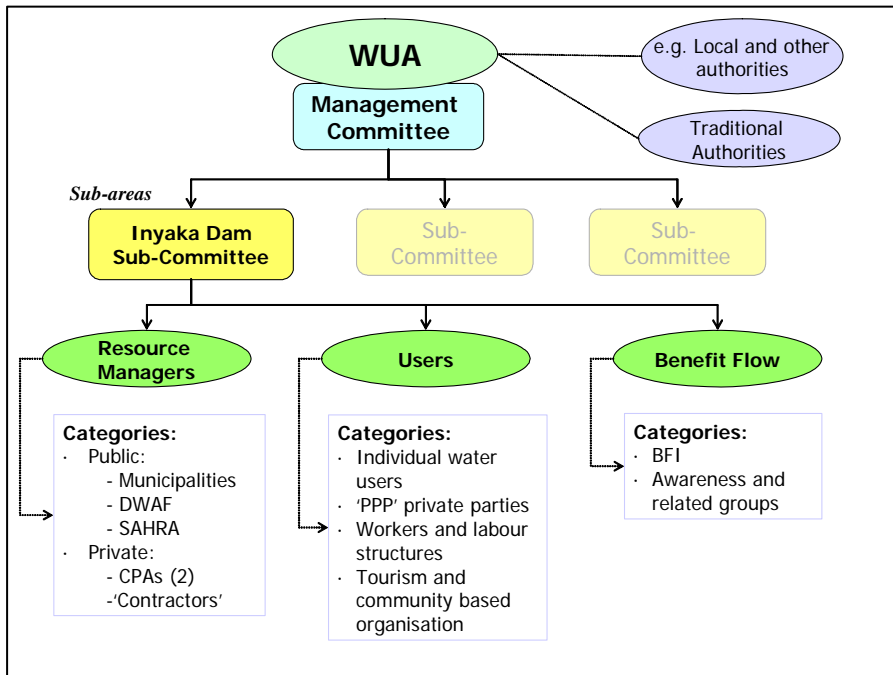 WUA
Management
Committee
e.g. Local and other
authorities
Traditional
Authorities
Sub-areas
Inyaka Dam
Sub-Committee
Sub-
Committee
Sub-
Committee
Resource
Managers
Users
Benefit Flow
Categories:
· Public:
- Municipalities
- DWAF
- SAHRA
· Private:
- CPAs (2)
-‘Contractors’
Categories:
· Individual water
users
· ‘PPP’ private parties
· Workers and labour
structures
· Tourism and
community based
organisation
Categories:
· BFI
· Awareness and
related groups